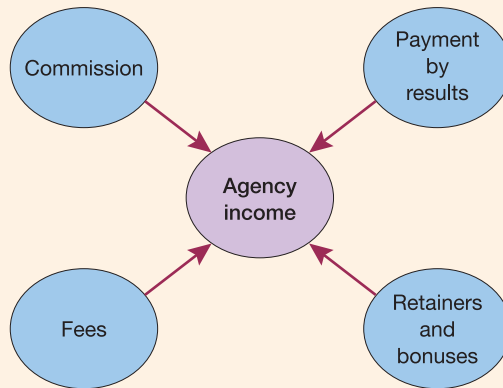 Commission
Payment
by
results
Agency
income
Fees
Retainers
and
bonuses